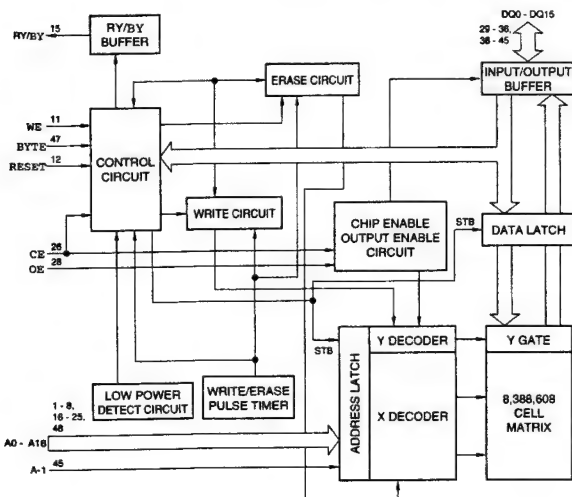 DQ0 - DQ15
29 - 36,
38 - 45
15
RY/BY
RY/BY
BUFFER
ERASE CIRCUIT
INPUT/OUTPUT
BUFFER
WE 11
BYTE 47
RESET 12
CONTROL
CIRCUIT
WRITE CIRCUIT
CHIP ENABLE
OUTPUT ENABLE
CIRCUIT
STB
DATA LATCH
CE 26
OE 28
STB
ADDRESS LATCH
Y DECODER
Y GATE
X DECODER
8,388,608
CELL
MATRIX
LOW POWER
DETECT CIRCUIT
WRITE/ERASE
PULSE TIMER
1 - 8,
16 - 25,
48
A0 - A18
A-1 45